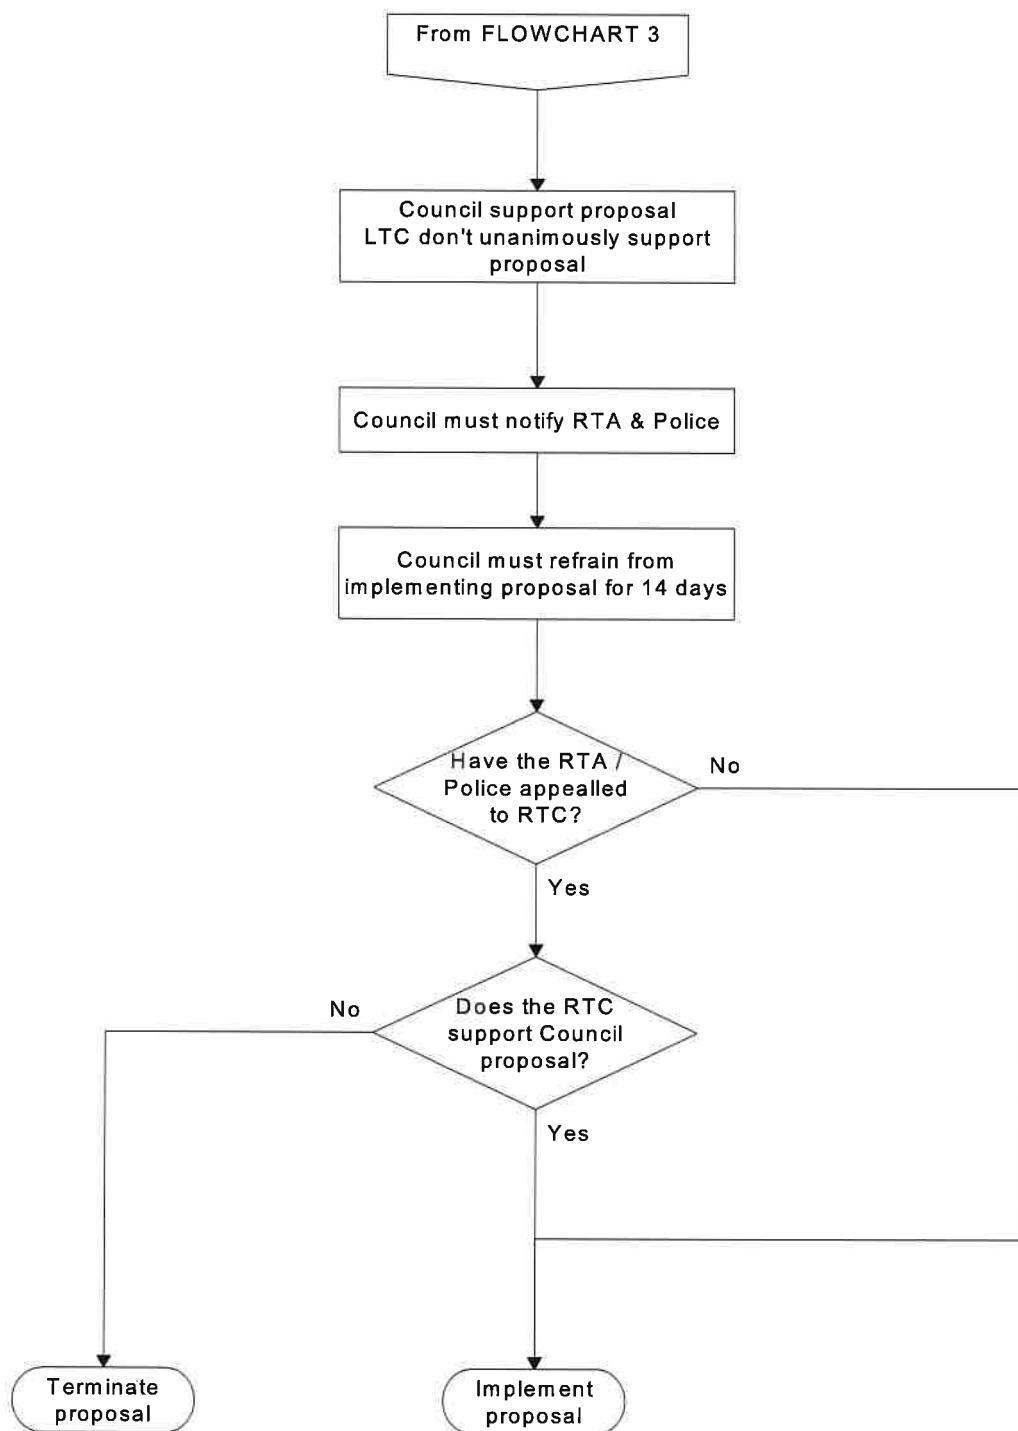 From FLOWCHART 3
Council support proposal
LTC don't unanimously support
proposal
Council must notify RTA & Police
Council must refrain from
implementing proposal for 14 days
Have the RTA /
Police appealled
to RTC?
No
Yes
No
Does the RTC
support Council
proposal?
Yes
Terminate
proposal
Implement
proposal